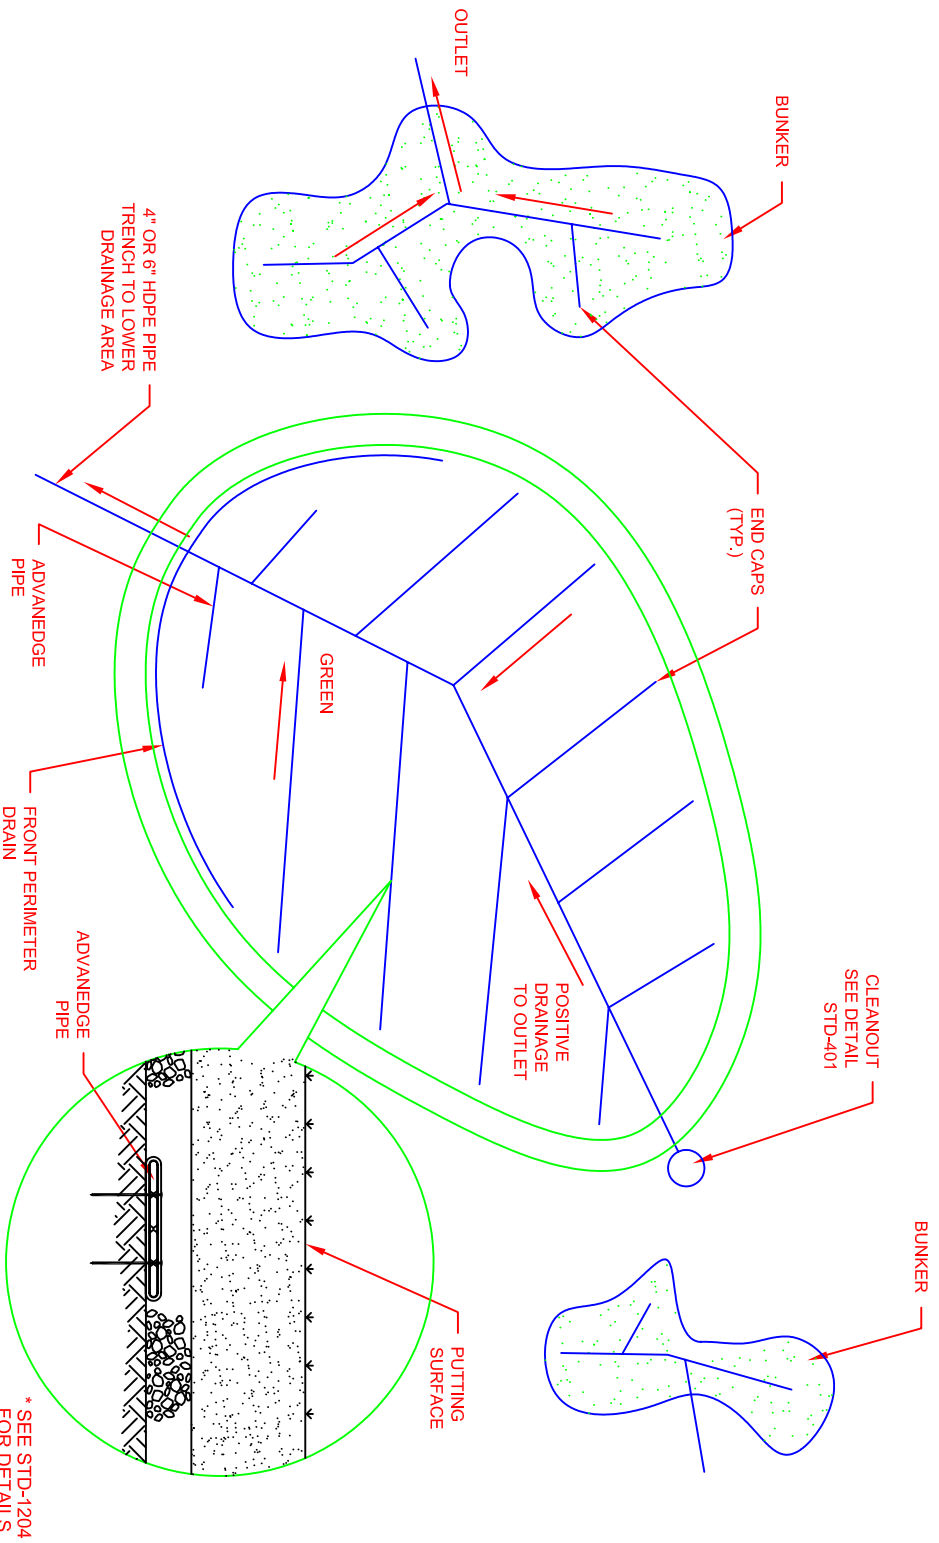 OUTLET
BUNKER
4" OR 6" HDPE PIPE
TRENCH TO LOWER
DRAINAGE AREA
END CAPS
(TYP.)
ADVANEDGE
PIPE
GREEN
FRONT PERIMETER
DRAIN
POSITIVE
DRAINAGE
TO OUTLET
CLEANOUT
SEE DETAIL
STD-401
ADVANEDGE
PIPE
BUNKER
PUTTING
SURFACE
* SEE STD-1204
FOR DETAILS